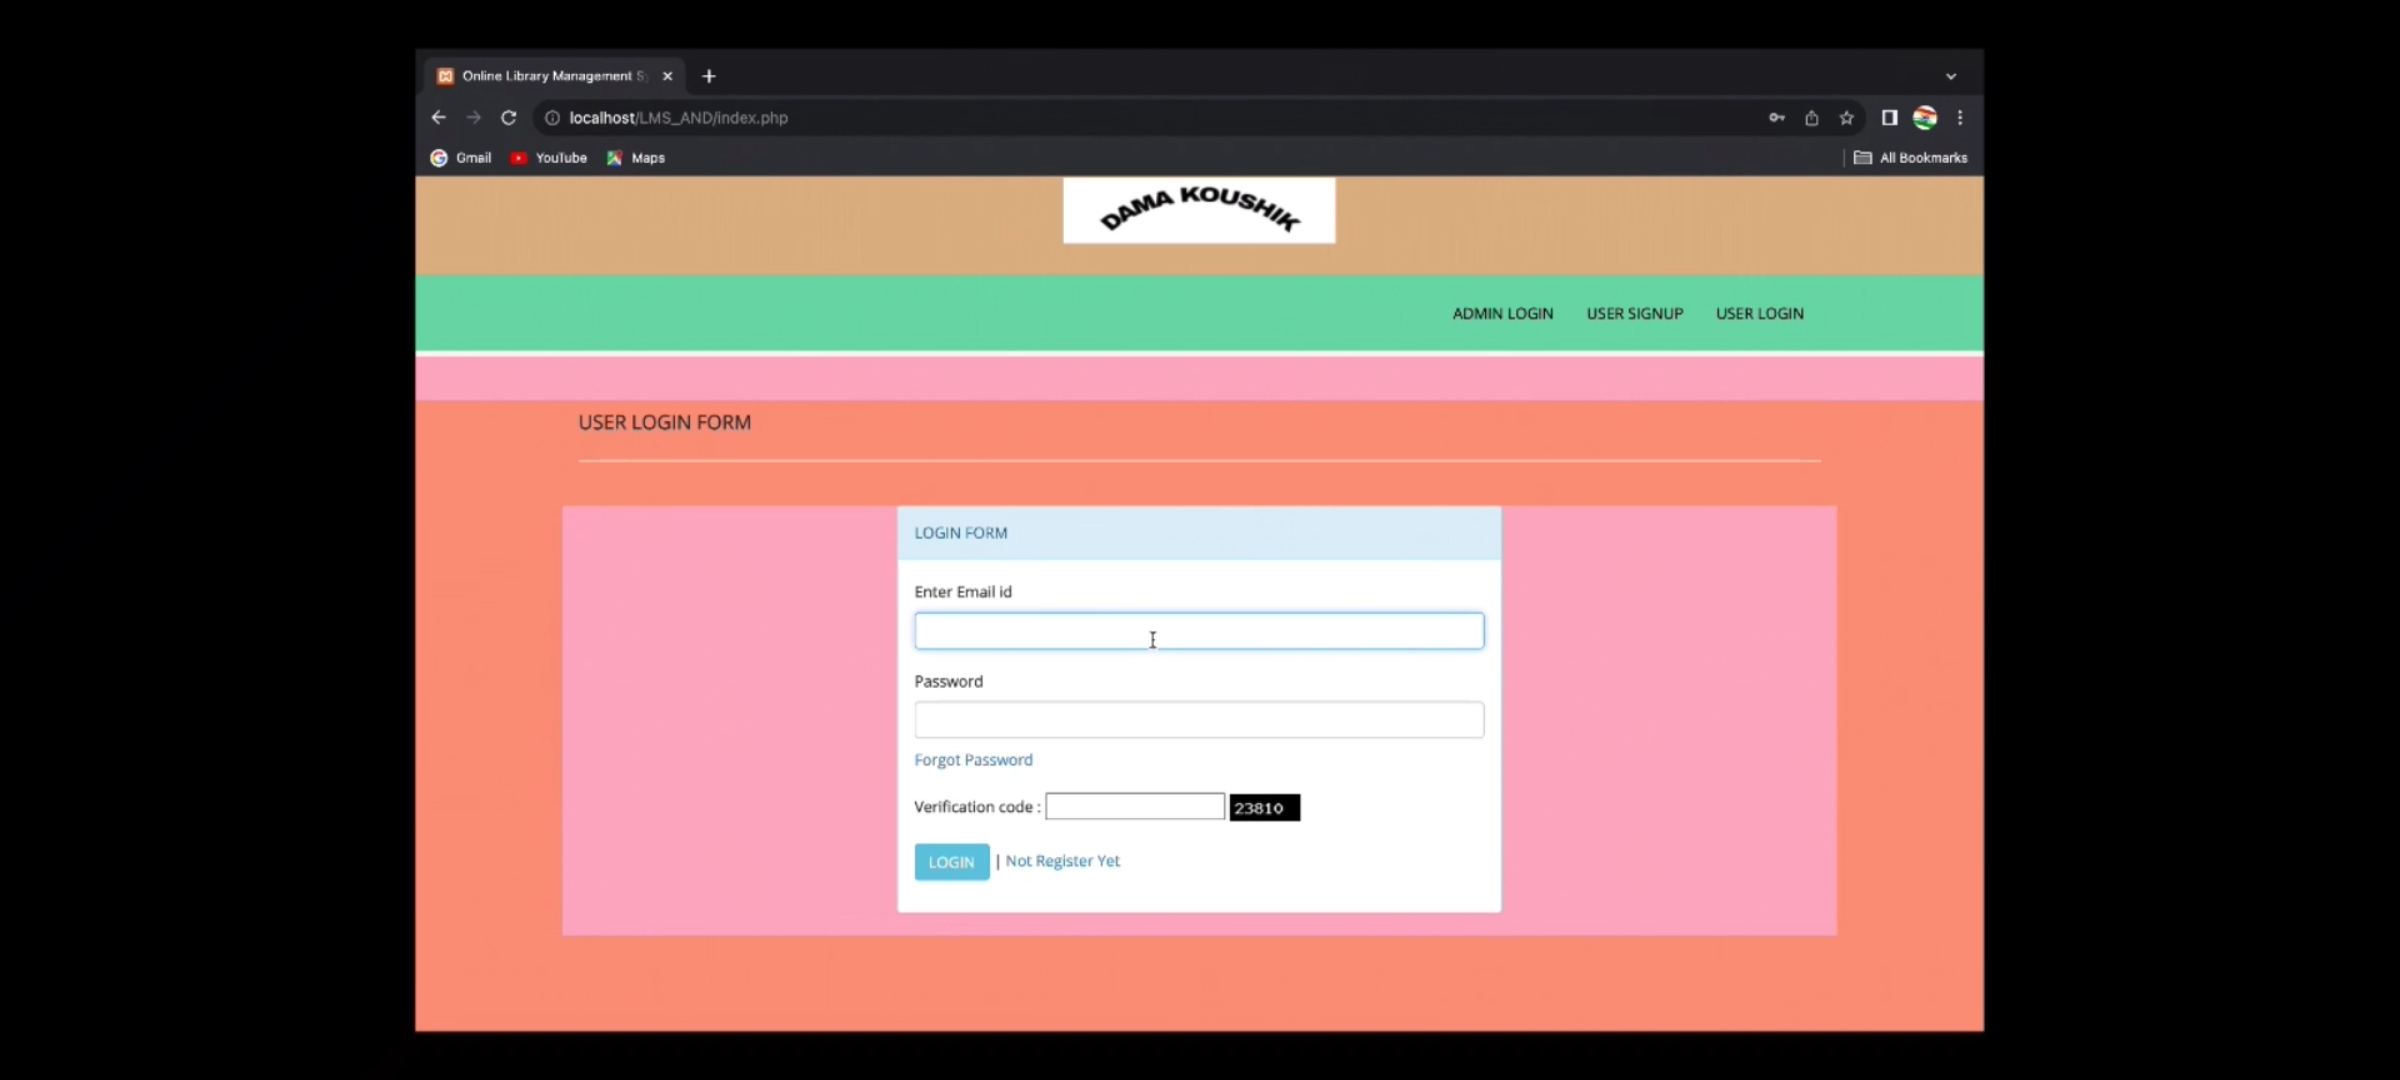 Online Library Management S
localhost/LMS_AND/index.php
Gmail YouTube Maps All Bookmarks
DAMA KOUSHIK
ADMIN LOGIN USER SIGNUP USER LOGIN
USER LOGIN FORM
LOGIN FORM
Enter Email id
Password
Forgot Password
Verification code : 23810
LOGIN | Not Register Yet